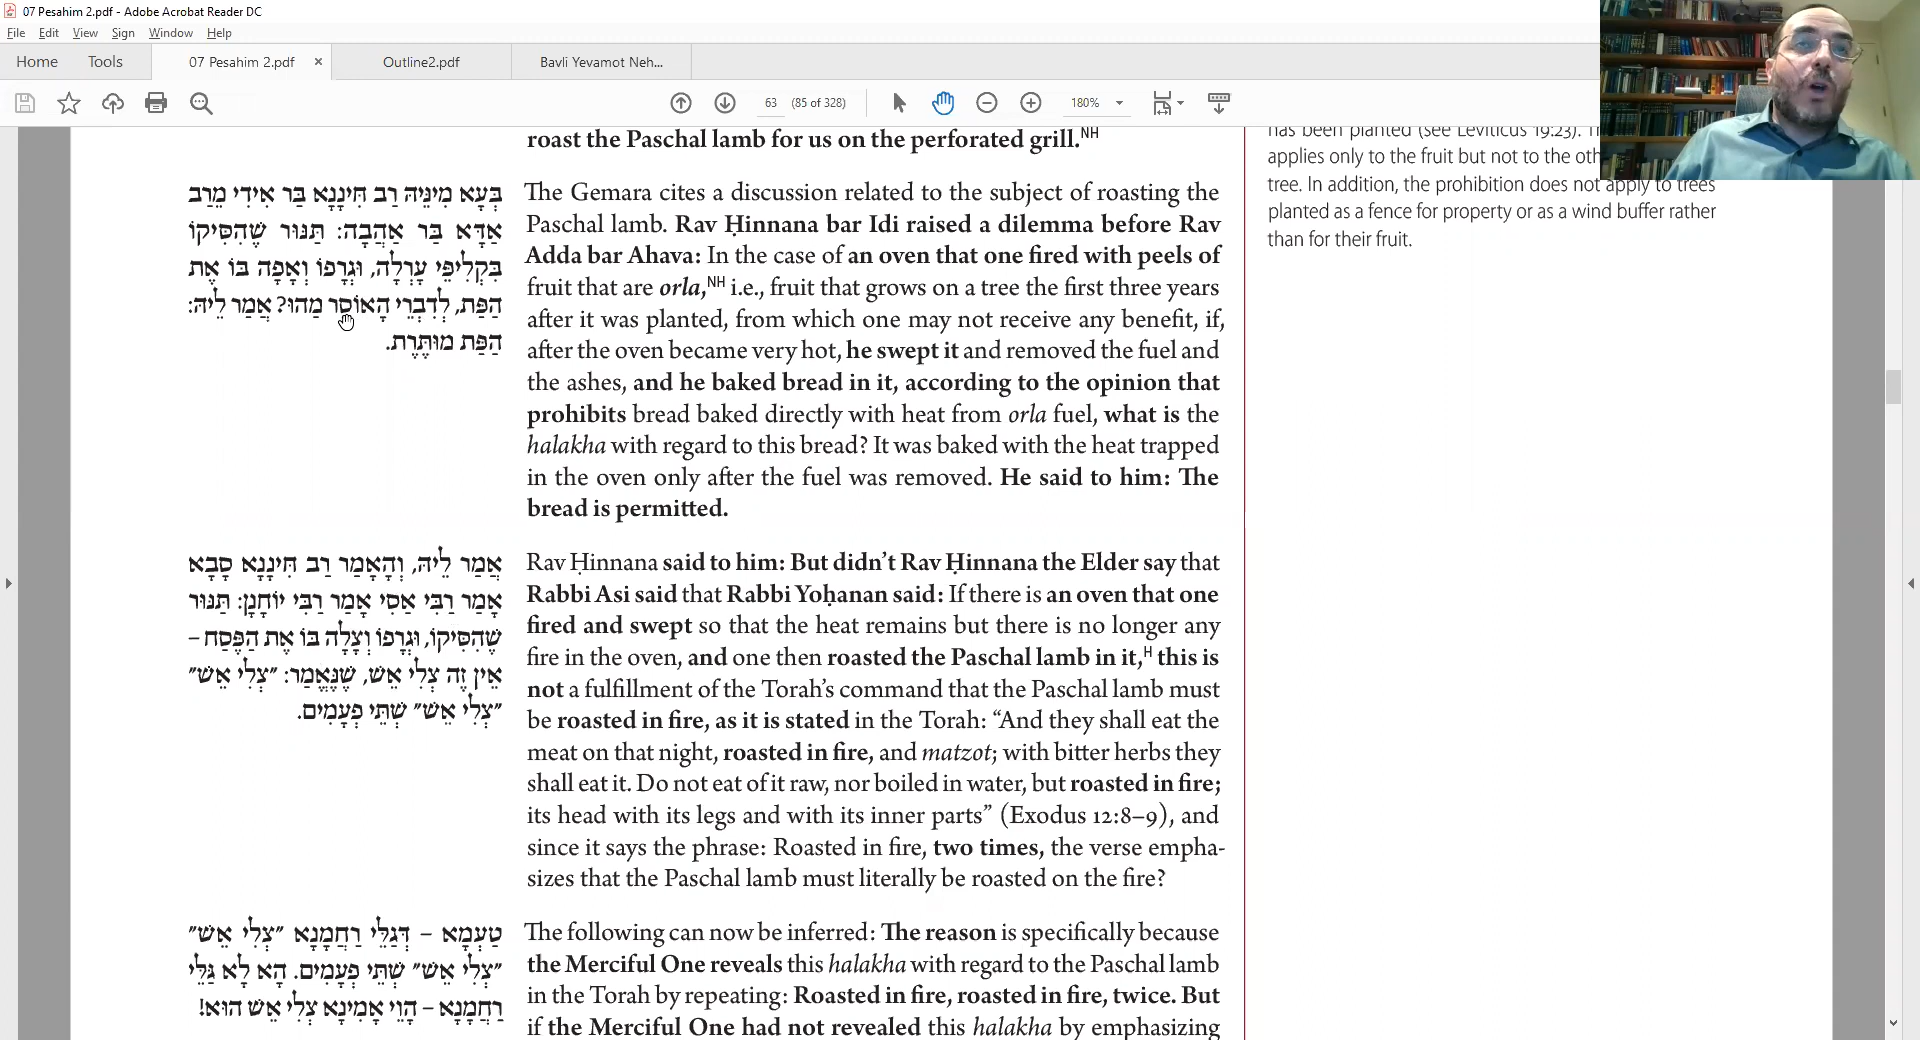 07 Pesahim 2.pdf - Adobe Acrobat Reader DC
File Edit View Sign Window Help
Home Tools 07 Pesahim 2.pdf × Outline2.pdf Bavli Yevamot Neh...
63 (85 of 328) 180%
roast the Paschal lamb for us on the perforated grill.NH
בְּעָא מִינֵּיהּ רַב חִינָּנָא בַּר אִידִי מֵרַב
אַדָּא בַּר אַהֲבָה: תַּנּוּר שֶׁהִסִּיקוֹ
בִּקְלִיפֵּי עָרְלָה, וּגְרָפוֹ וְאָפָה בּוֹ אֶת
הַפַּת, לְדִבְרֵי הָאוֹסֵר מַהוּ? אֲמַר לֵיהּ:
הַפַּת מוּתֶּרֶת.
The Gemara cites a discussion related to the subject of roasting the
Paschal lamb. Rav Ḥinnana bar Idi raised a dilemma before Rav
Adda bar Ahava: In the case of an oven that one fired with peels of
fruit that are orla,NH i.e., fruit that grows on a tree the first three years
after it was planted, from which one may not receive any benefit, if,
after the oven became very hot, he swept it and removed the fuel and
the ashes, and he baked bread in it, according to the opinion that
prohibits bread baked directly with heat from orla fuel, what is the
halakha with regard to this bread? It was baked with the heat trapped
in the oven only after the fuel was removed. He said to him: The
bread is permitted.
אֲמַר לֵיהּ, וְהָאָמַר רַב חִינָּנָא סָבָא
אָמַר רַבִּי אַסִי אָמַר רַבִּי יוֹחָנָן: תַּנּוּר
שֶׁהִסִּיקוֹ, וּגְרָפוֹ וְצָלָה בּוֹ אֶת הַפֶּסַח –
אֵין זֶה צְלִי אֵשׁ, שֶׁנֶּאֱמַר: ״צְלִי אֵשׁ״
״צְלִי אֵשׁ״ שְׁתֵּי פְּעָמִים.
Rav Ḥinnana said to him: But didn't Rav Ḥinnana the Elder say that
Rabbi Asi said that Rabbi Yoḥanan said: If there is an oven that one
fired and swept so that the heat remains but there is no longer any
fire in the oven, and one then roasted the Paschal lamb in it,H this is
not a fulfillment of the Torah's command that the Paschal lamb must
be roasted in fire, as it is stated in the Torah: “And they shall eat the
meat on that night, roasted in fire, and matzot; with bitter herbs they
shall eat it. Do not eat of it raw, nor boiled in water, but roasted in fire;
its head with its legs and with its inner parts” (Exodus 12:8–9), and
since it says the phrase: Roasted in fire, two times, the verse empha-
sizes that the Paschal lamb must literally be roasted on the fire?
טַעְמָא – דְּגַלֵּי רַחֲמָנָא ״צְלִי אֵשׁ״
״צְלִי אֵשׁ״ שְׁתֵּי פְּעָמִים. הָא לָא גַּלֵּי
רַחֲמָנָא – הֲוֵי אָמִינָא צְלִי אֵשׁ הוּא!
The following can now be inferred: The reason is specifically because
the Merciful One reveals this halakha with regard to the Paschal lamb
in the Torah by repeating: Roasted in fire, roasted in fire, twice. But
if the Merciful One had not revealed this halakha by emphasizing
has been planted (see Leviticus 19:23).
applies only to the fruit but not to the
tree. In addition, the prohibition does not apply to trees
planted as a fence for property or as a wind buffer rather
than for their fruit.